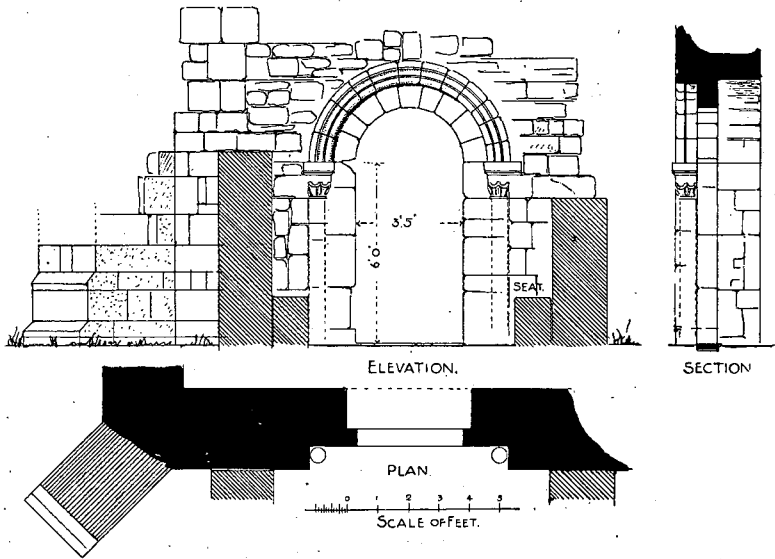 3'.5"
6'.0"
SEAT.
ELEVATION.
SECTION
PLAN.
0 1 2 3 4 5
SCALE OF FEET.